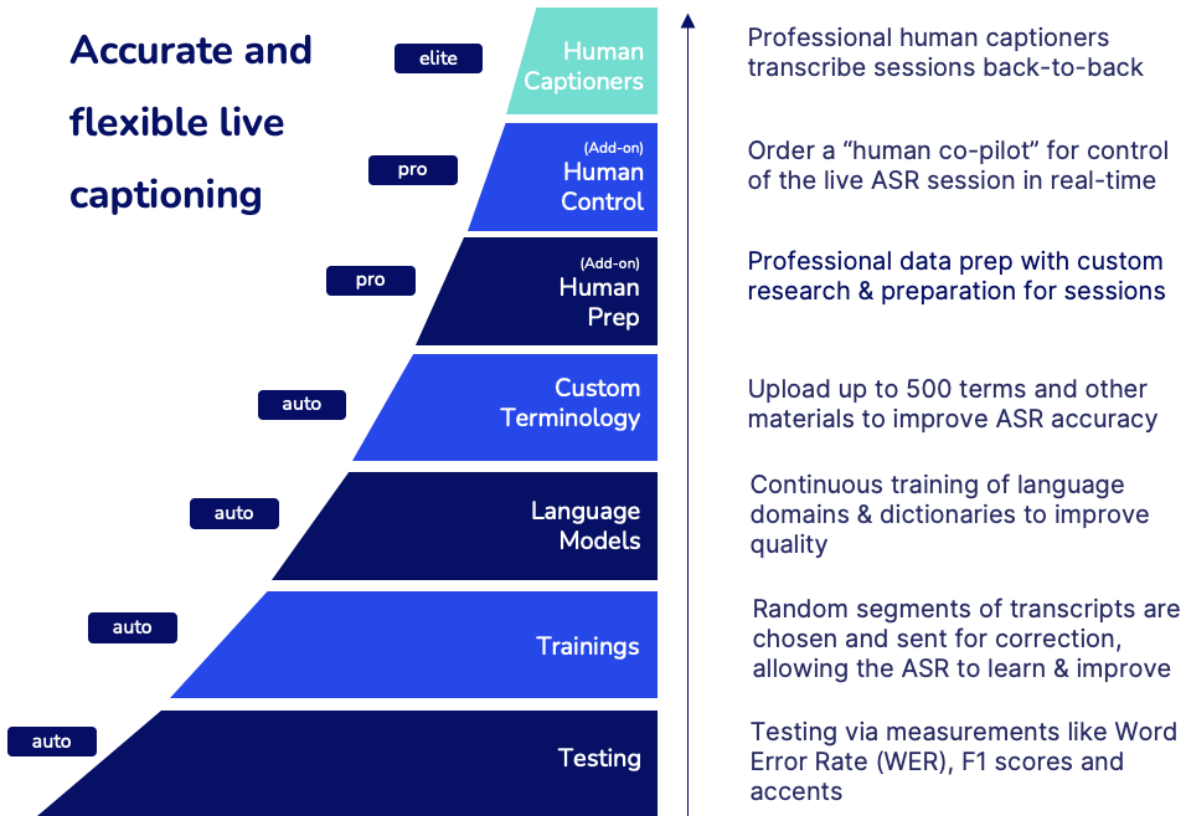 Accurate and
flexible live
captioning
elite
Human
Captioners
Professional human captioners
transcribe sessions back-to-back
pro
(Add-on)
Human
Control
Order a “human co-pilot” for control
of the live ASR session in real-time
pro
(Add-on)
Human
Prep
Professional data prep with custom
research & preparation for sessions
auto
Custom
Terminology
Upload up to 500 terms and other
materials to improve ASR accuracy
auto
Language
Models
Continuous training of language
domains & dictionaries to improve
quality
auto
Trainings
Random segments of transcripts are
chosen and sent for correction,
allowing the ASR to learn & improve
auto
Testing
Testing via measurements like Word
Error Rate (WER), F1 scores and
accents